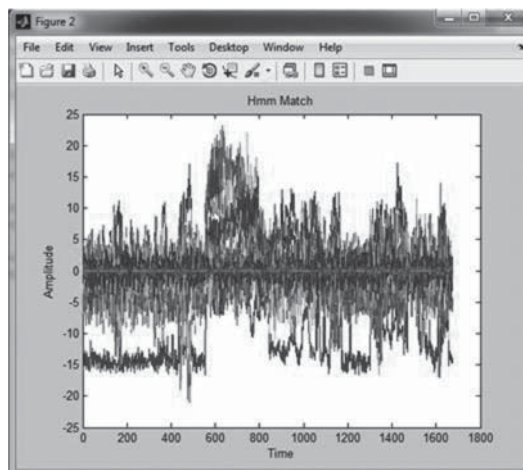 Figure 2
File Edit View Insert Tools Desktop Window Help
Hmm Match
25
20
15
10
5
0
-5
-10
-15
-20
-25
Amplitude
0 200 400 600 800 1000 1200 1400 1600 1800
Time